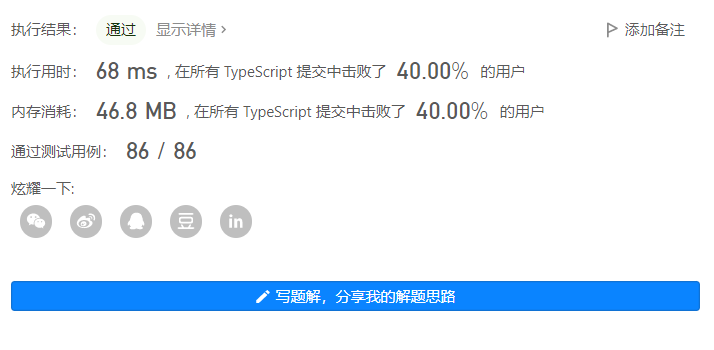 执行结果： 通过 显示详情 > 添加备注
执行用时： 68 ms , 在所有 TypeScript 提交中击败了 40.00% 的用户
内存消耗： 46.8 MB , 在所有 TypeScript 提交中击败了 40.00% 的用户
通过测试用例： 86 / 86
炫耀一下:
豆 in
写题解，分享我的解题思路